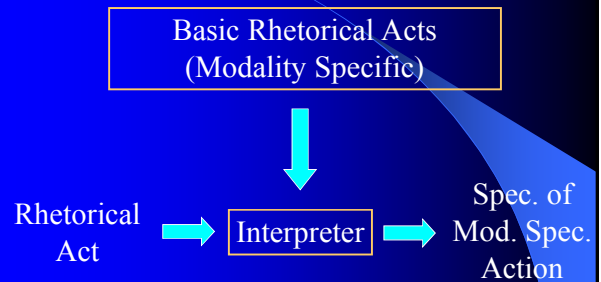 Basic Rhetorical Acts
(Modality Specific)
Rhetorical
Act
Interpreter
Spec. of
Mod. Spec.
Action